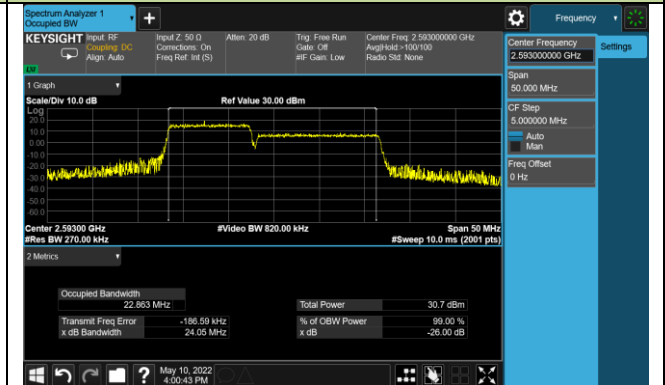 Spectrum Analyzer 1
Occupied BW
+
Frequency
KEYSIGHT
Input: RF
Coupling: DC
Align: Auto
Input Z: 50 Ω
Corrections: On
Freq Ref: Int (S)
Atten: 20 dB
Trig: Free Run
Gate: Off
#IF Gain: Low
Center Freq: 2.593000000 GHz
Avg|Hold:>100/100
Radio Std: None
Center Frequency
2.593000000 GHz
Settings
Span
50.000 MHz
CF Step
5.000000 MHz
Auto
Man
Freq Offset
0 Hz
1 Graph
Scale/Div 10.0 dB
Ref Value 30.00 dBm
Log
20.0
10.0
0.00
-10.0
-20.0
-30.0
-40.0
-50.0
-60.0
Center 2.59300 GHz
#Video BW 820.00 kHz
Span 50 MHz
#Res BW 270.00 kHz
#Sweep 10.0 ms (2001 pts)
2 Metrics
Occupied Bandwidth
22.863 MHz
Total Power
30.7 dBm
Transmit Freq Error
-186.59 kHz
% of OBW Power
99.00 %
x dB Bandwidth
24.05 MHz
x dB
-26.00 dB
?
May 10, 2022
4:00:43 PM